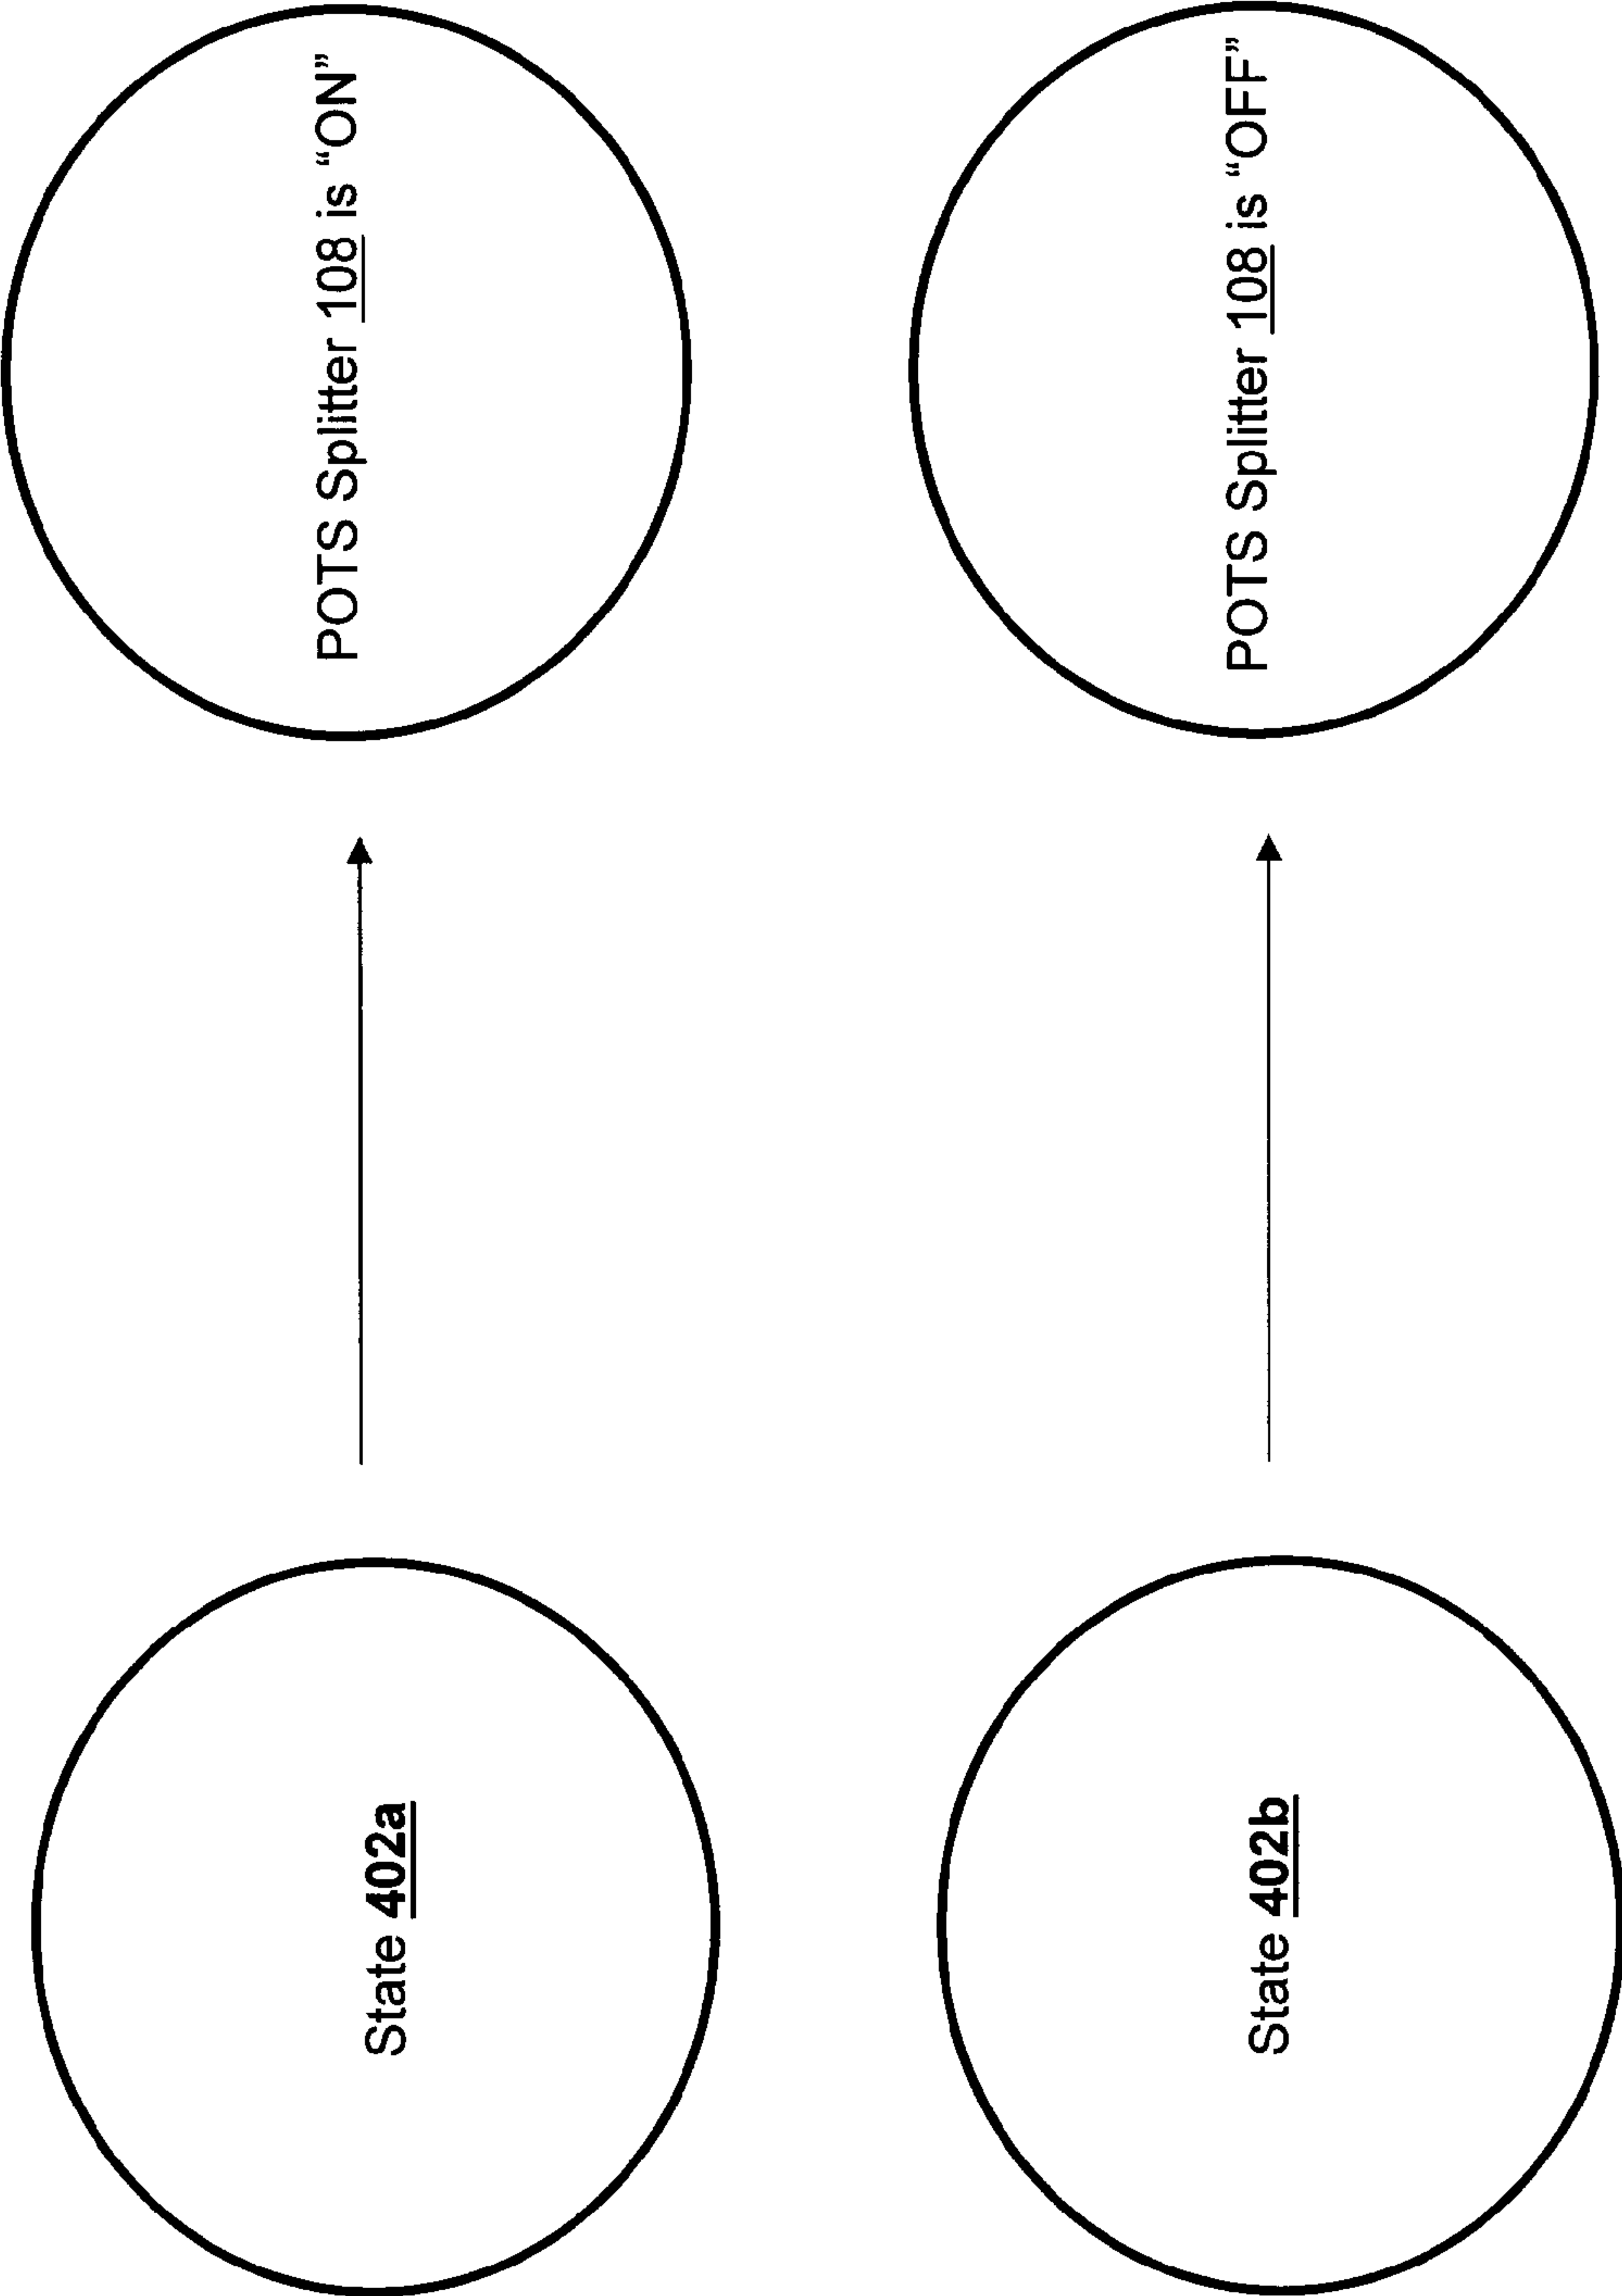 State 402a
POTS Splitter 108 is “ON”
State 402b
POTS Splitter 108 is “OFF”